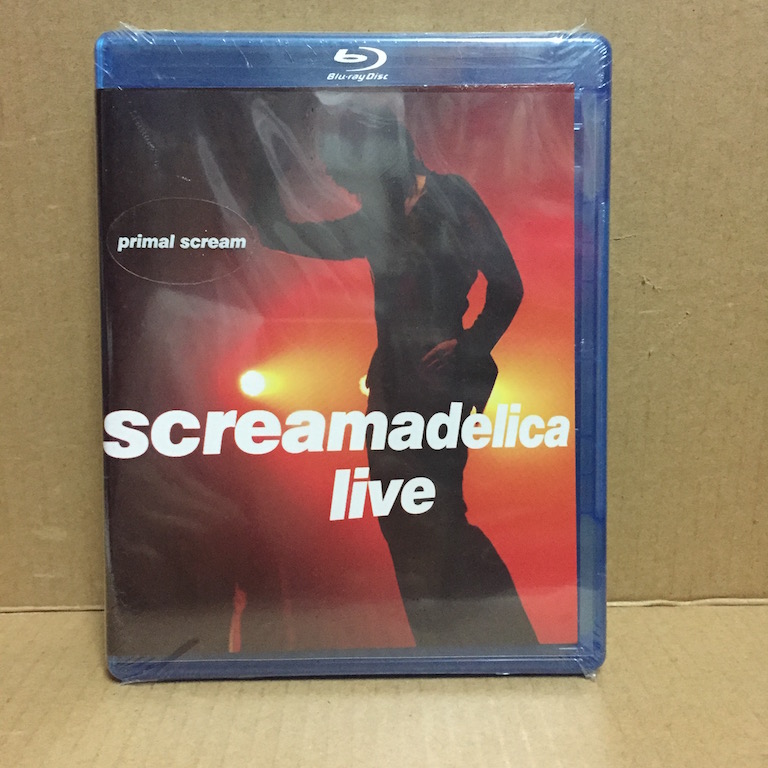 Blu-ray Disc
primal scream
screamadelica
live